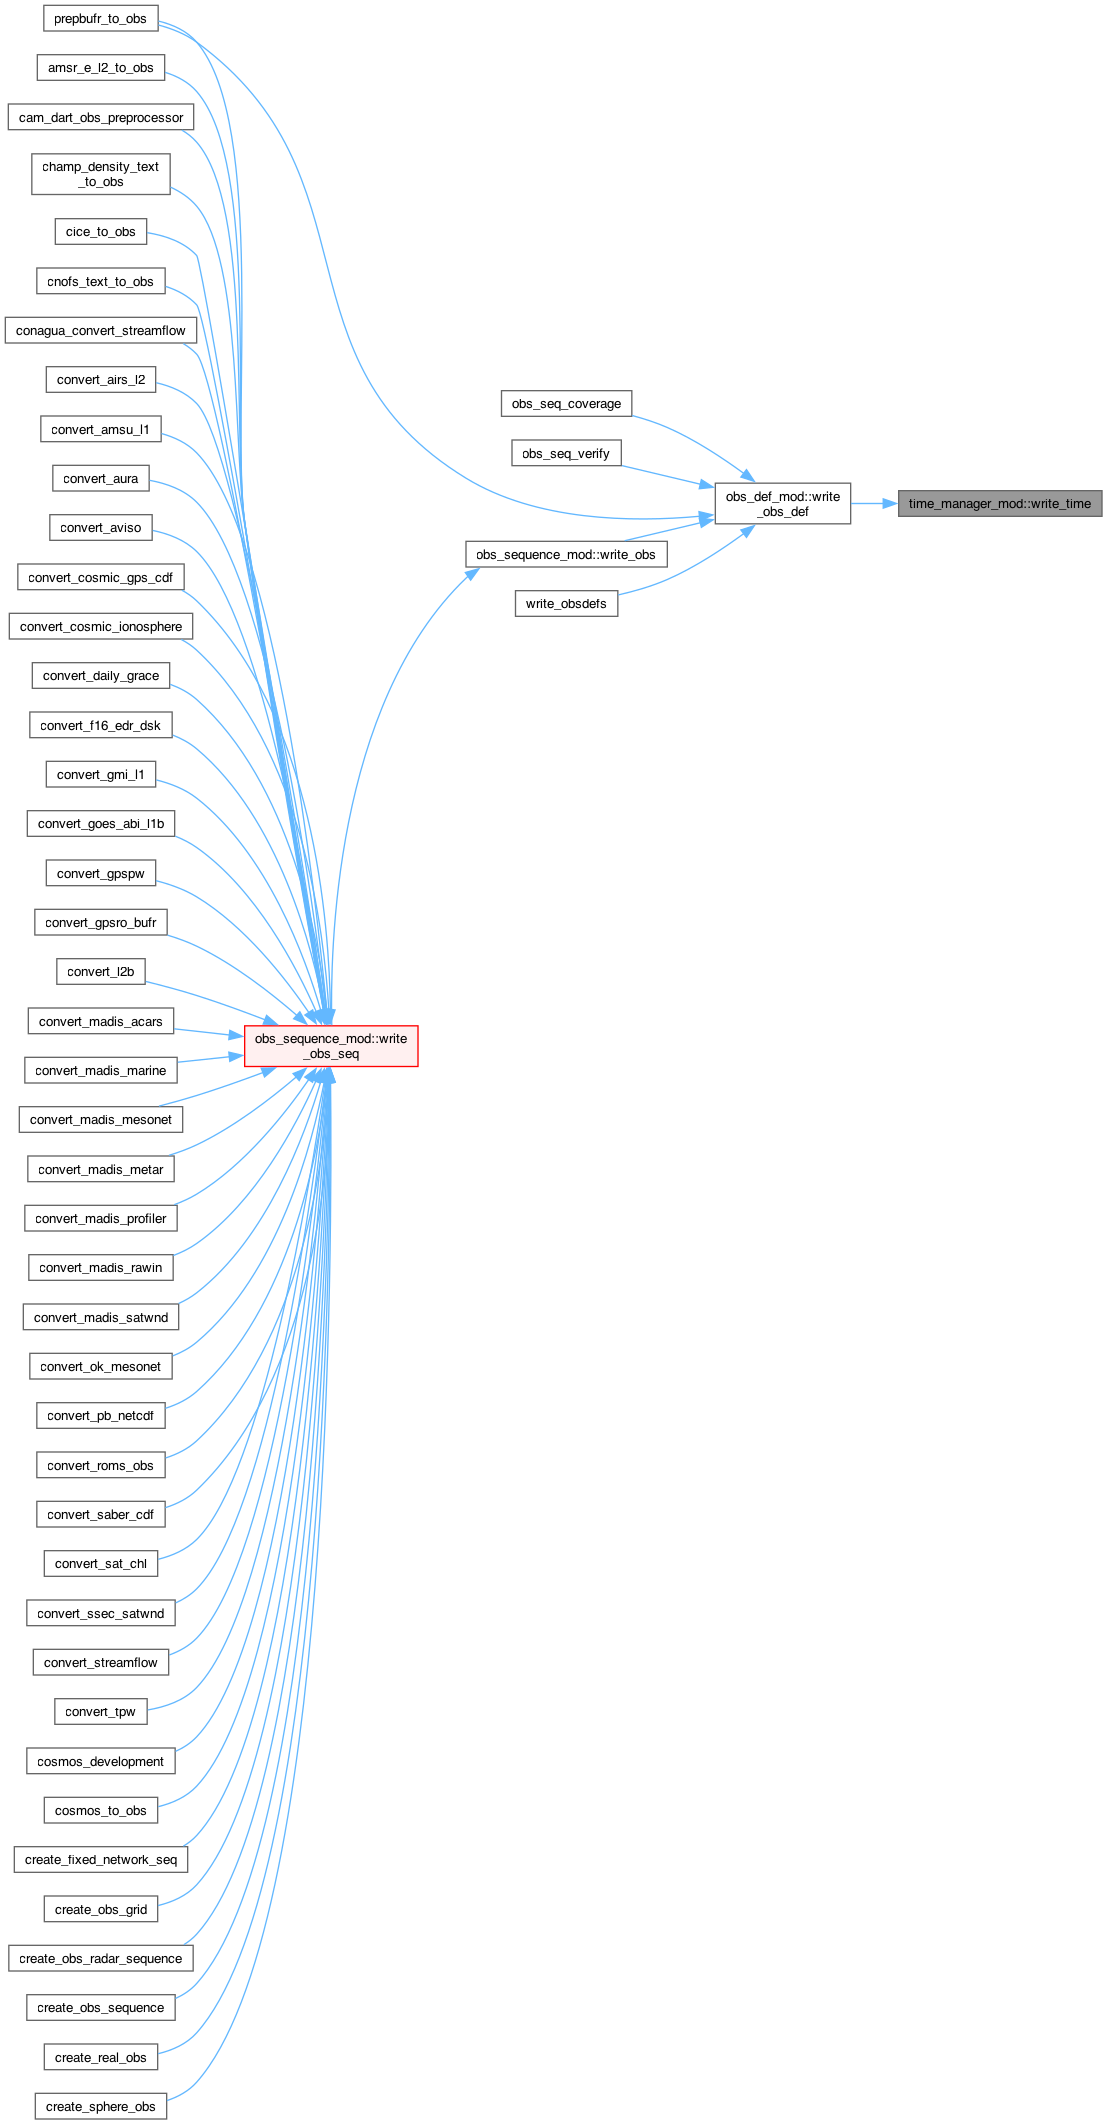 prepbufr_to_obs
amsr_e_l2_to_obs
cam_dart_obs_preprocessor
champ_density_text
_to_obs
cice_to_obs
cnofs_text_to_obs
conagua_convert_streamflow
convert_airs_l2
convert_amsu_l1
convert_aura
convert_aviso
convert_cosmic_gps_cdf
convert_cosmic_ionosphere
convert_daily_grace
convert_f16_edr_dsk
convert_gmi_l1
convert_goes_abi_l1b
convert_gpspw
convert_gpsro_bufr
convert_l2b
convert_madis_acars
convert_madis_marine
convert_madis_mesonet
convert_madis_metar
convert_madis_profiler
convert_madis_rawin
convert_madis_satwnd
convert_ok_mesonet
convert_pb_netcdf
convert_roms_obs
convert_saber_cdf
convert_sat_chl
convert_ssec_satwnd
convert_streamflow
convert_tpw
cosmos_development
cosmos_to_obs
create_fixed_network_seq
create_obs_grid
create_obs_radar_sequence
create_obs_sequence
create_real_obs
create_sphere_obs
obs_sequence_mod::write
_obs_seq
obs_seq_coverage
obs_seq_verify
obs_sequence_mod::write_obs
write_obsdefs
obs_def_mod::write
_obs_def
time_manager_mod::write_time